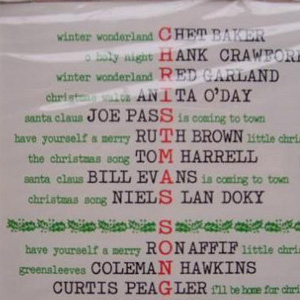 winter wonderland CHET BAKER
o holy night HANK CRAWFORD
winter wonderland RED GARLAND
christmas waltz ANITA O'DAY
santa claus JOE PASS is coming to town
have yourself a merry RUTH BROWN little chris
the christmas song TOM HARRELL
santa claus BILL EVANS is coming to town
christmas song NIELS LAN DOKY
have yourself a merry RON AFFIF little chris
greensleeves COLEMAN HAWKINS
CURTIS PEAGLER i'll be home for chri